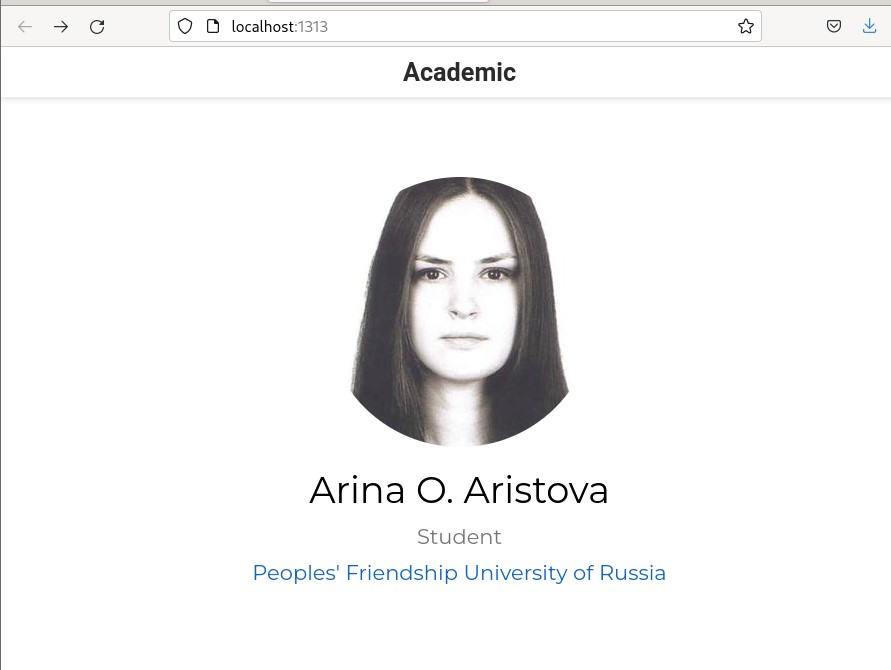 localhost:1313
Academic
Arina O. Aristova
Student
Peoples' Friendship University of Russia